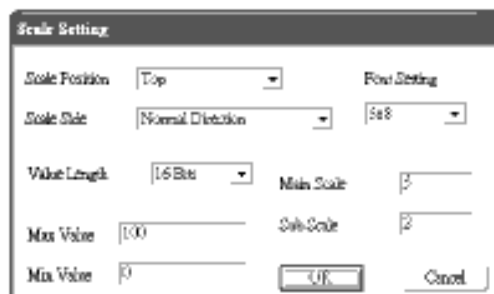 Scale Setting
Scale Position Top Font Setting
Scale Side Normal Direction 5x8
Value Length 16 Bits Main Scale 5
Max Value 100 Sub Scale 2
Min Value 0 OK Cancel